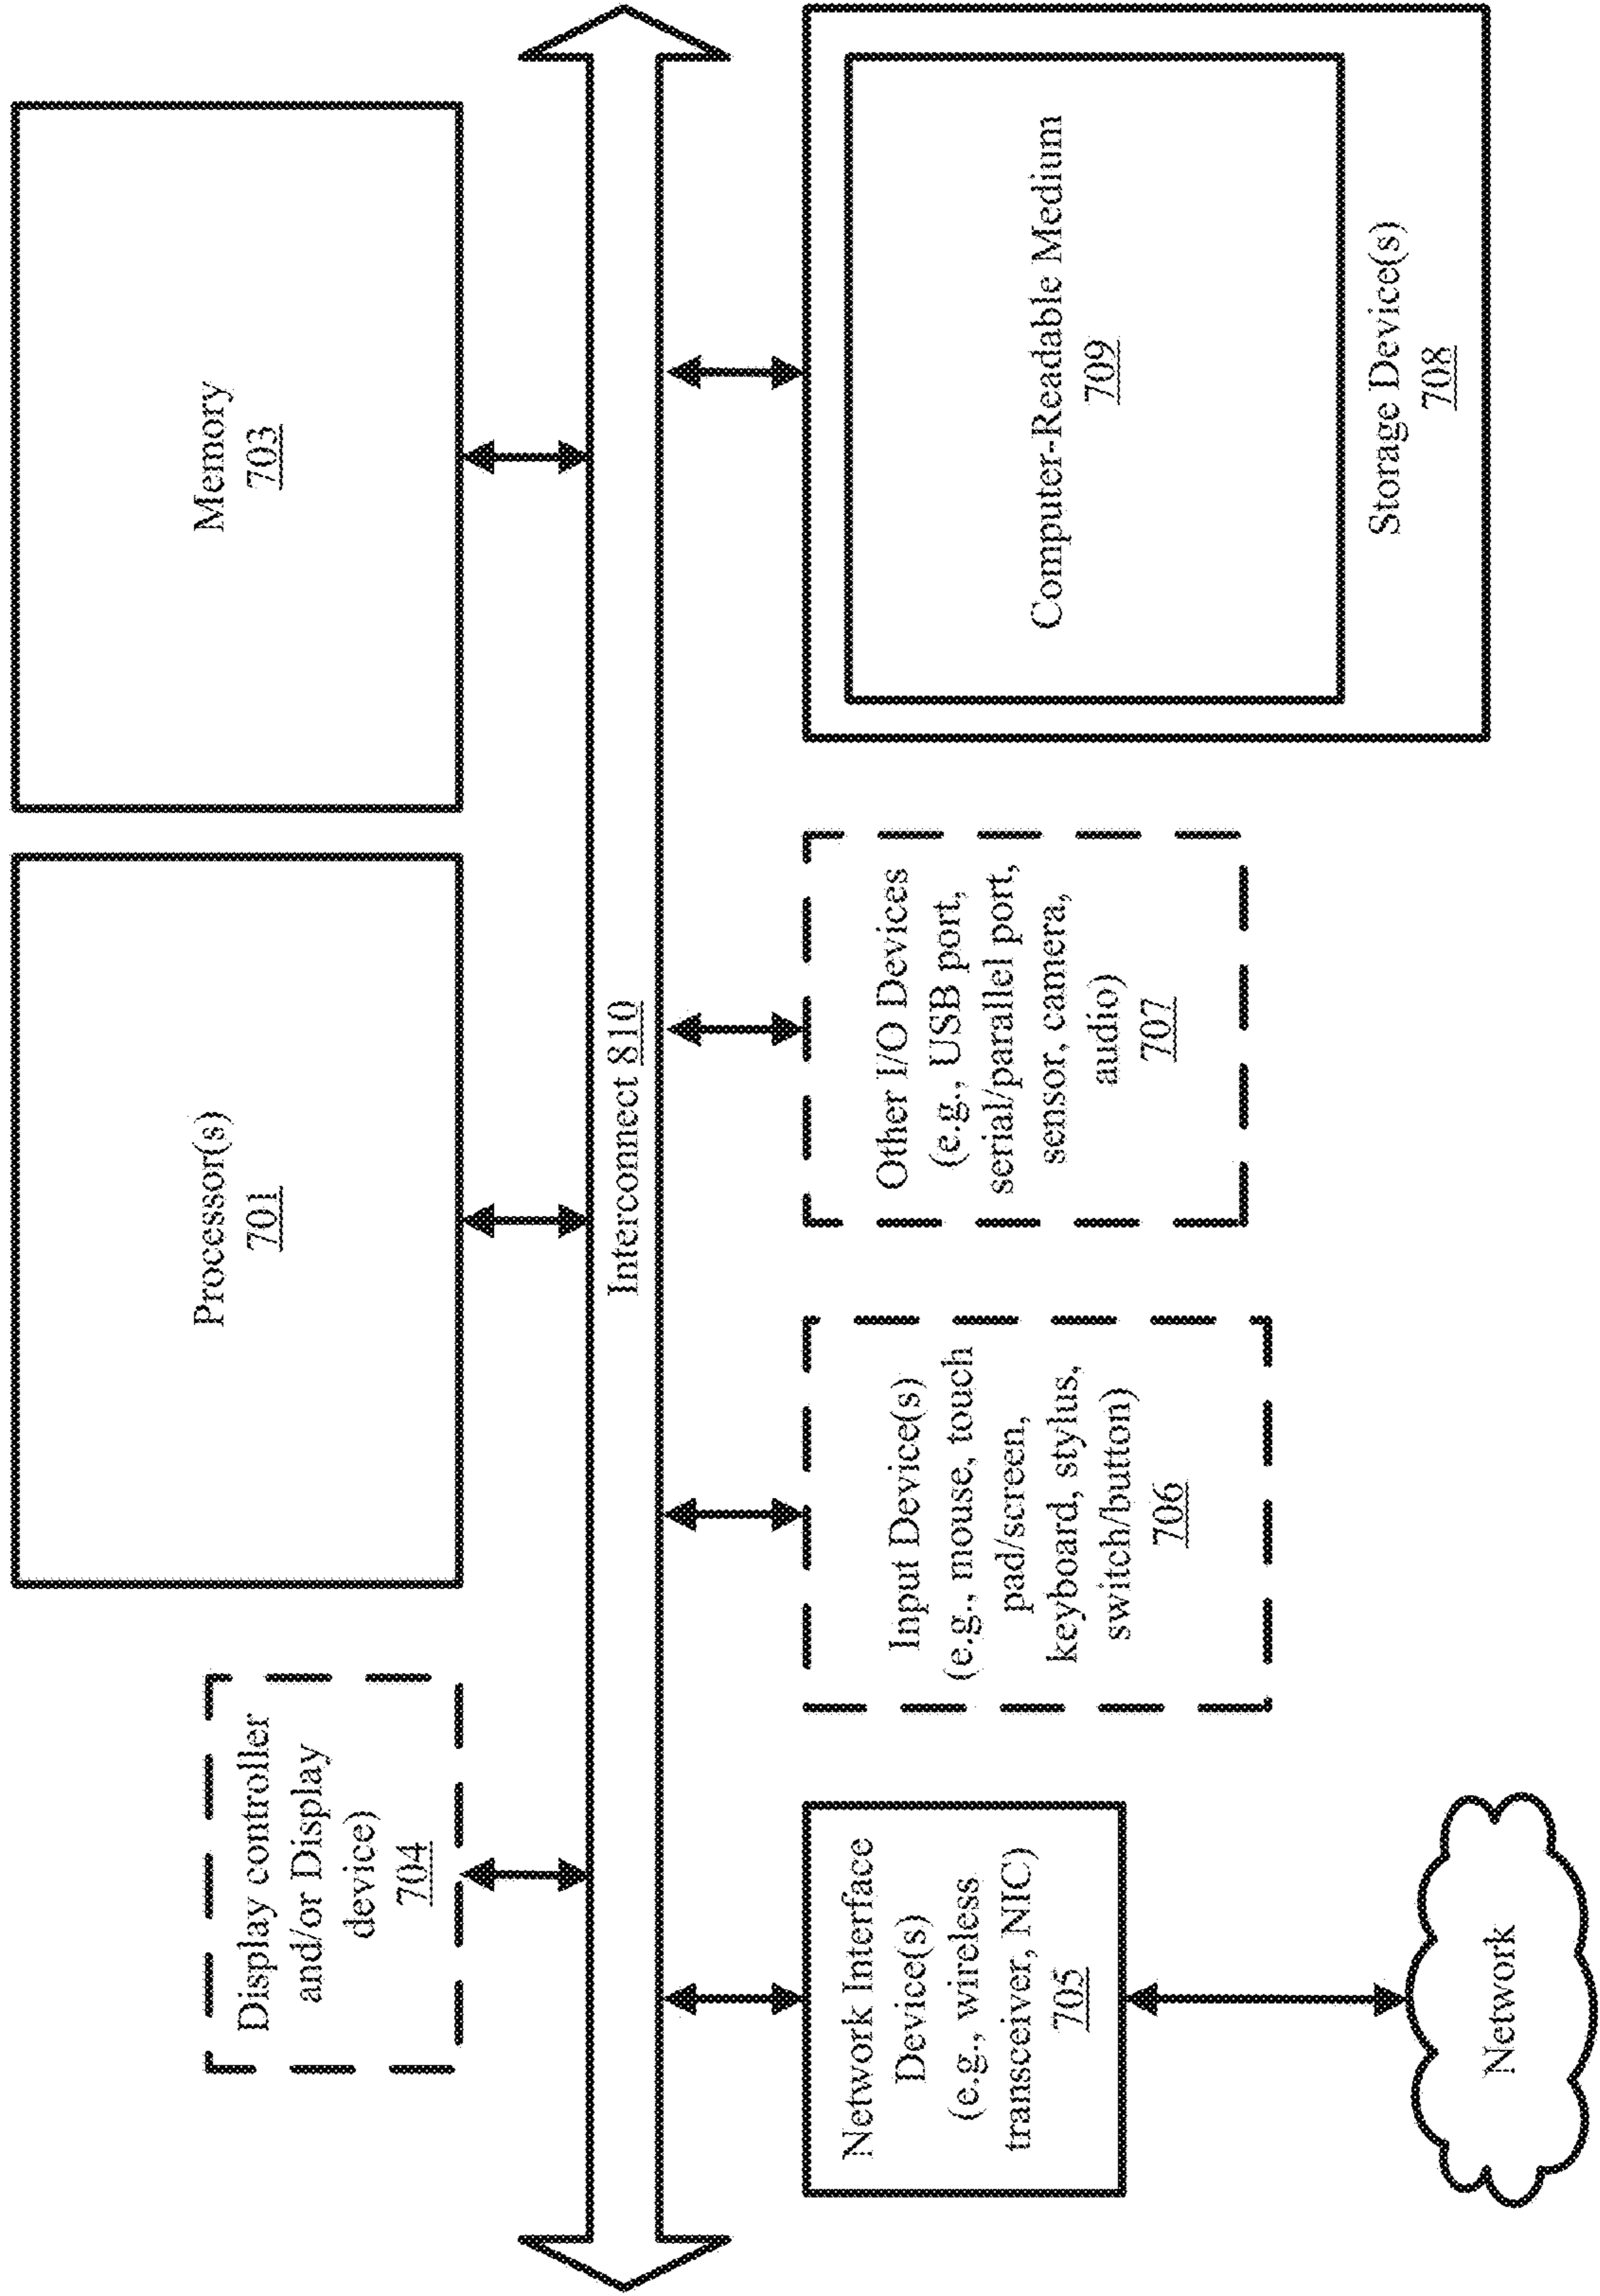 Display controller
and/or Display
device)
704
Processor(s)
701
Memory
703
Interconnect 810
Network Interface
Device(s)
(e.g., wireless
transceiver, NIC)
705
Input Device(s)
(e.g., mouse, touch
pad/screen,
keyboard, stylus,
switch/button)
706
Other I/O Devices
(e.g., USB port,
serial/parallel port,
sensor, camera,
audio)
707
Computer-Readable Medium
709
Storage Device(s)
708
Network